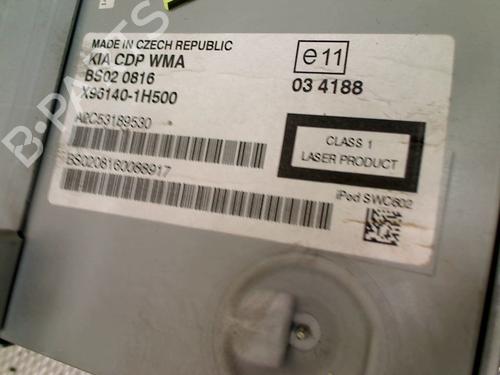 MADE IN CZECH REPUBLIC
KIA CDP WMA
BS02 0816
X96140-1H500
A2C53189530
BS0208160088917
e11
03 4188
CLASS 1
LASER PRODUCT
iPod SWC602
B-PARTS